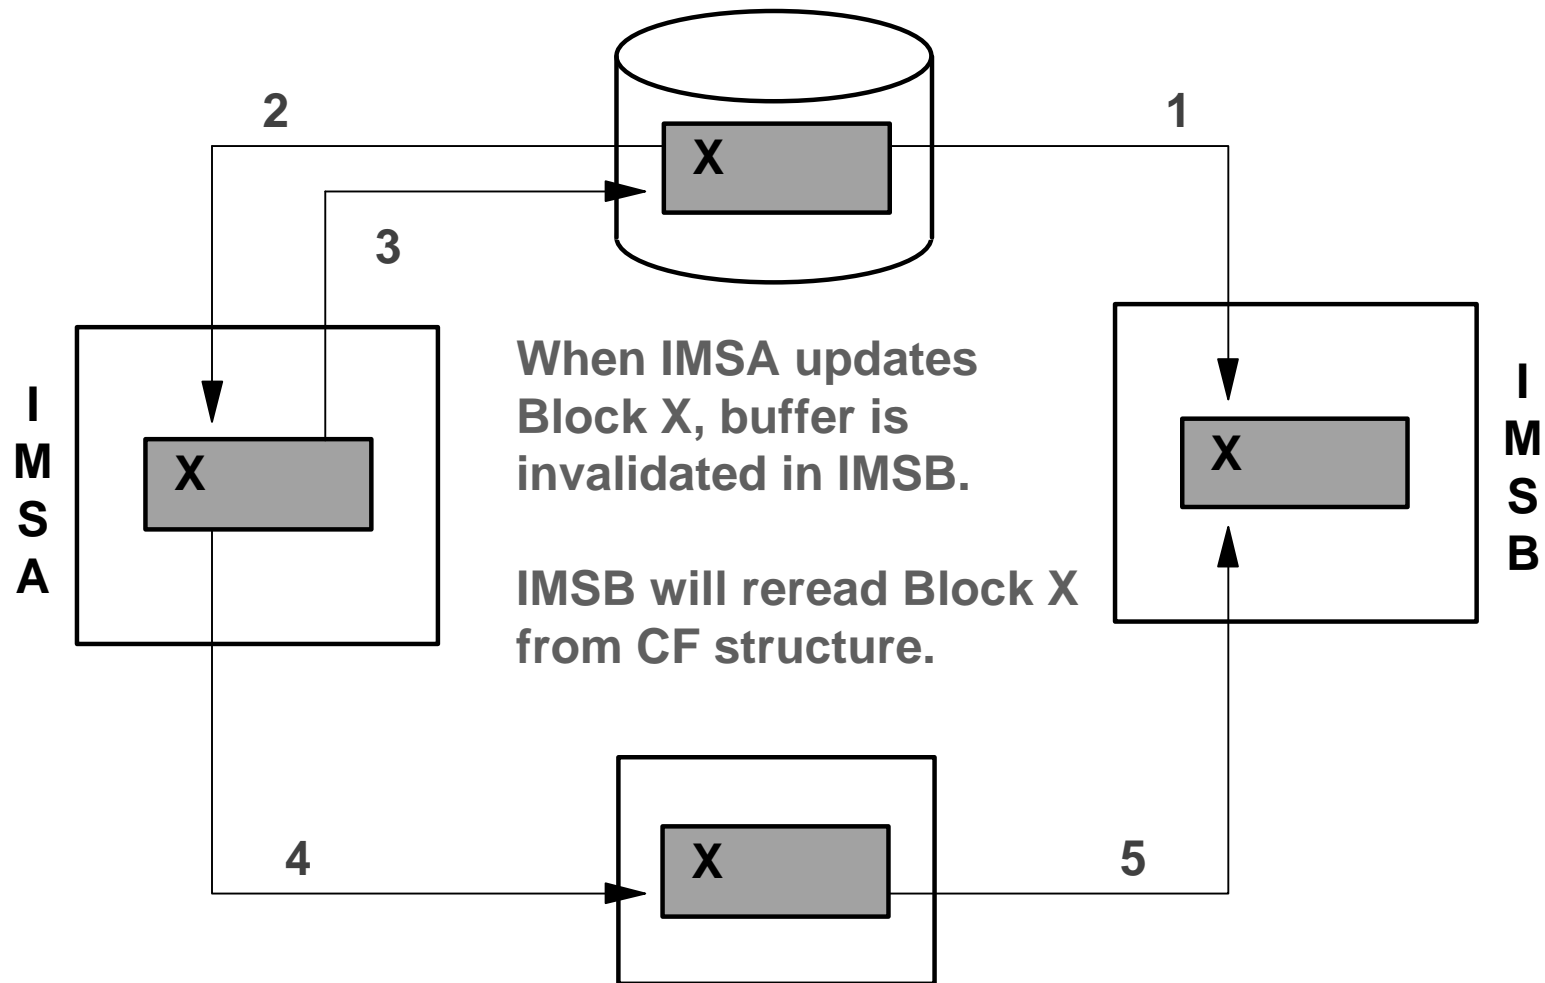 2
1
X
3
I
M
S
A
X
When IMSA updates
Block X, buffer is
invalidated in IMSB.
IMSB will reread Block X
from CF structure.
X
I
M
S
B
4
X
5